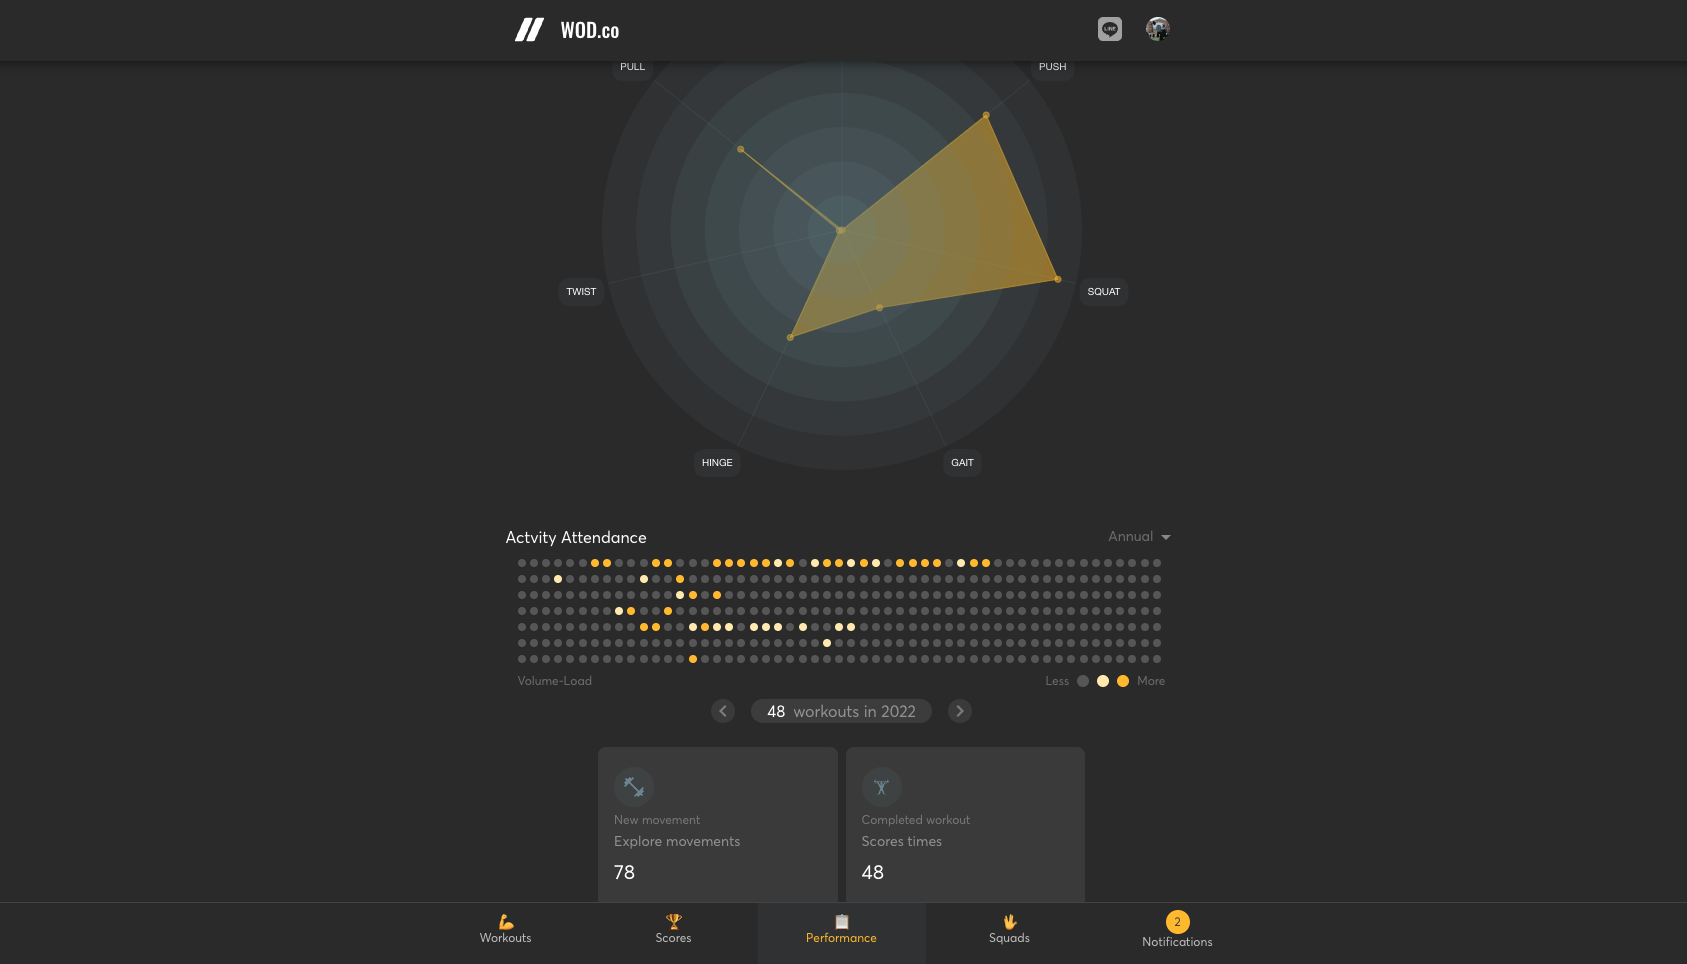 WOD.co
LINE
PULL
PUSH
TWIST
SQUAT
HINGE
GAIT
Actvity Attendance
Annual
Volume-Load
Less
More
48 workouts in 2022
New movement
Explore movements
78
Completed workout
Scores times
48
Workouts
Scores
Performance
Squads
2
Notifications